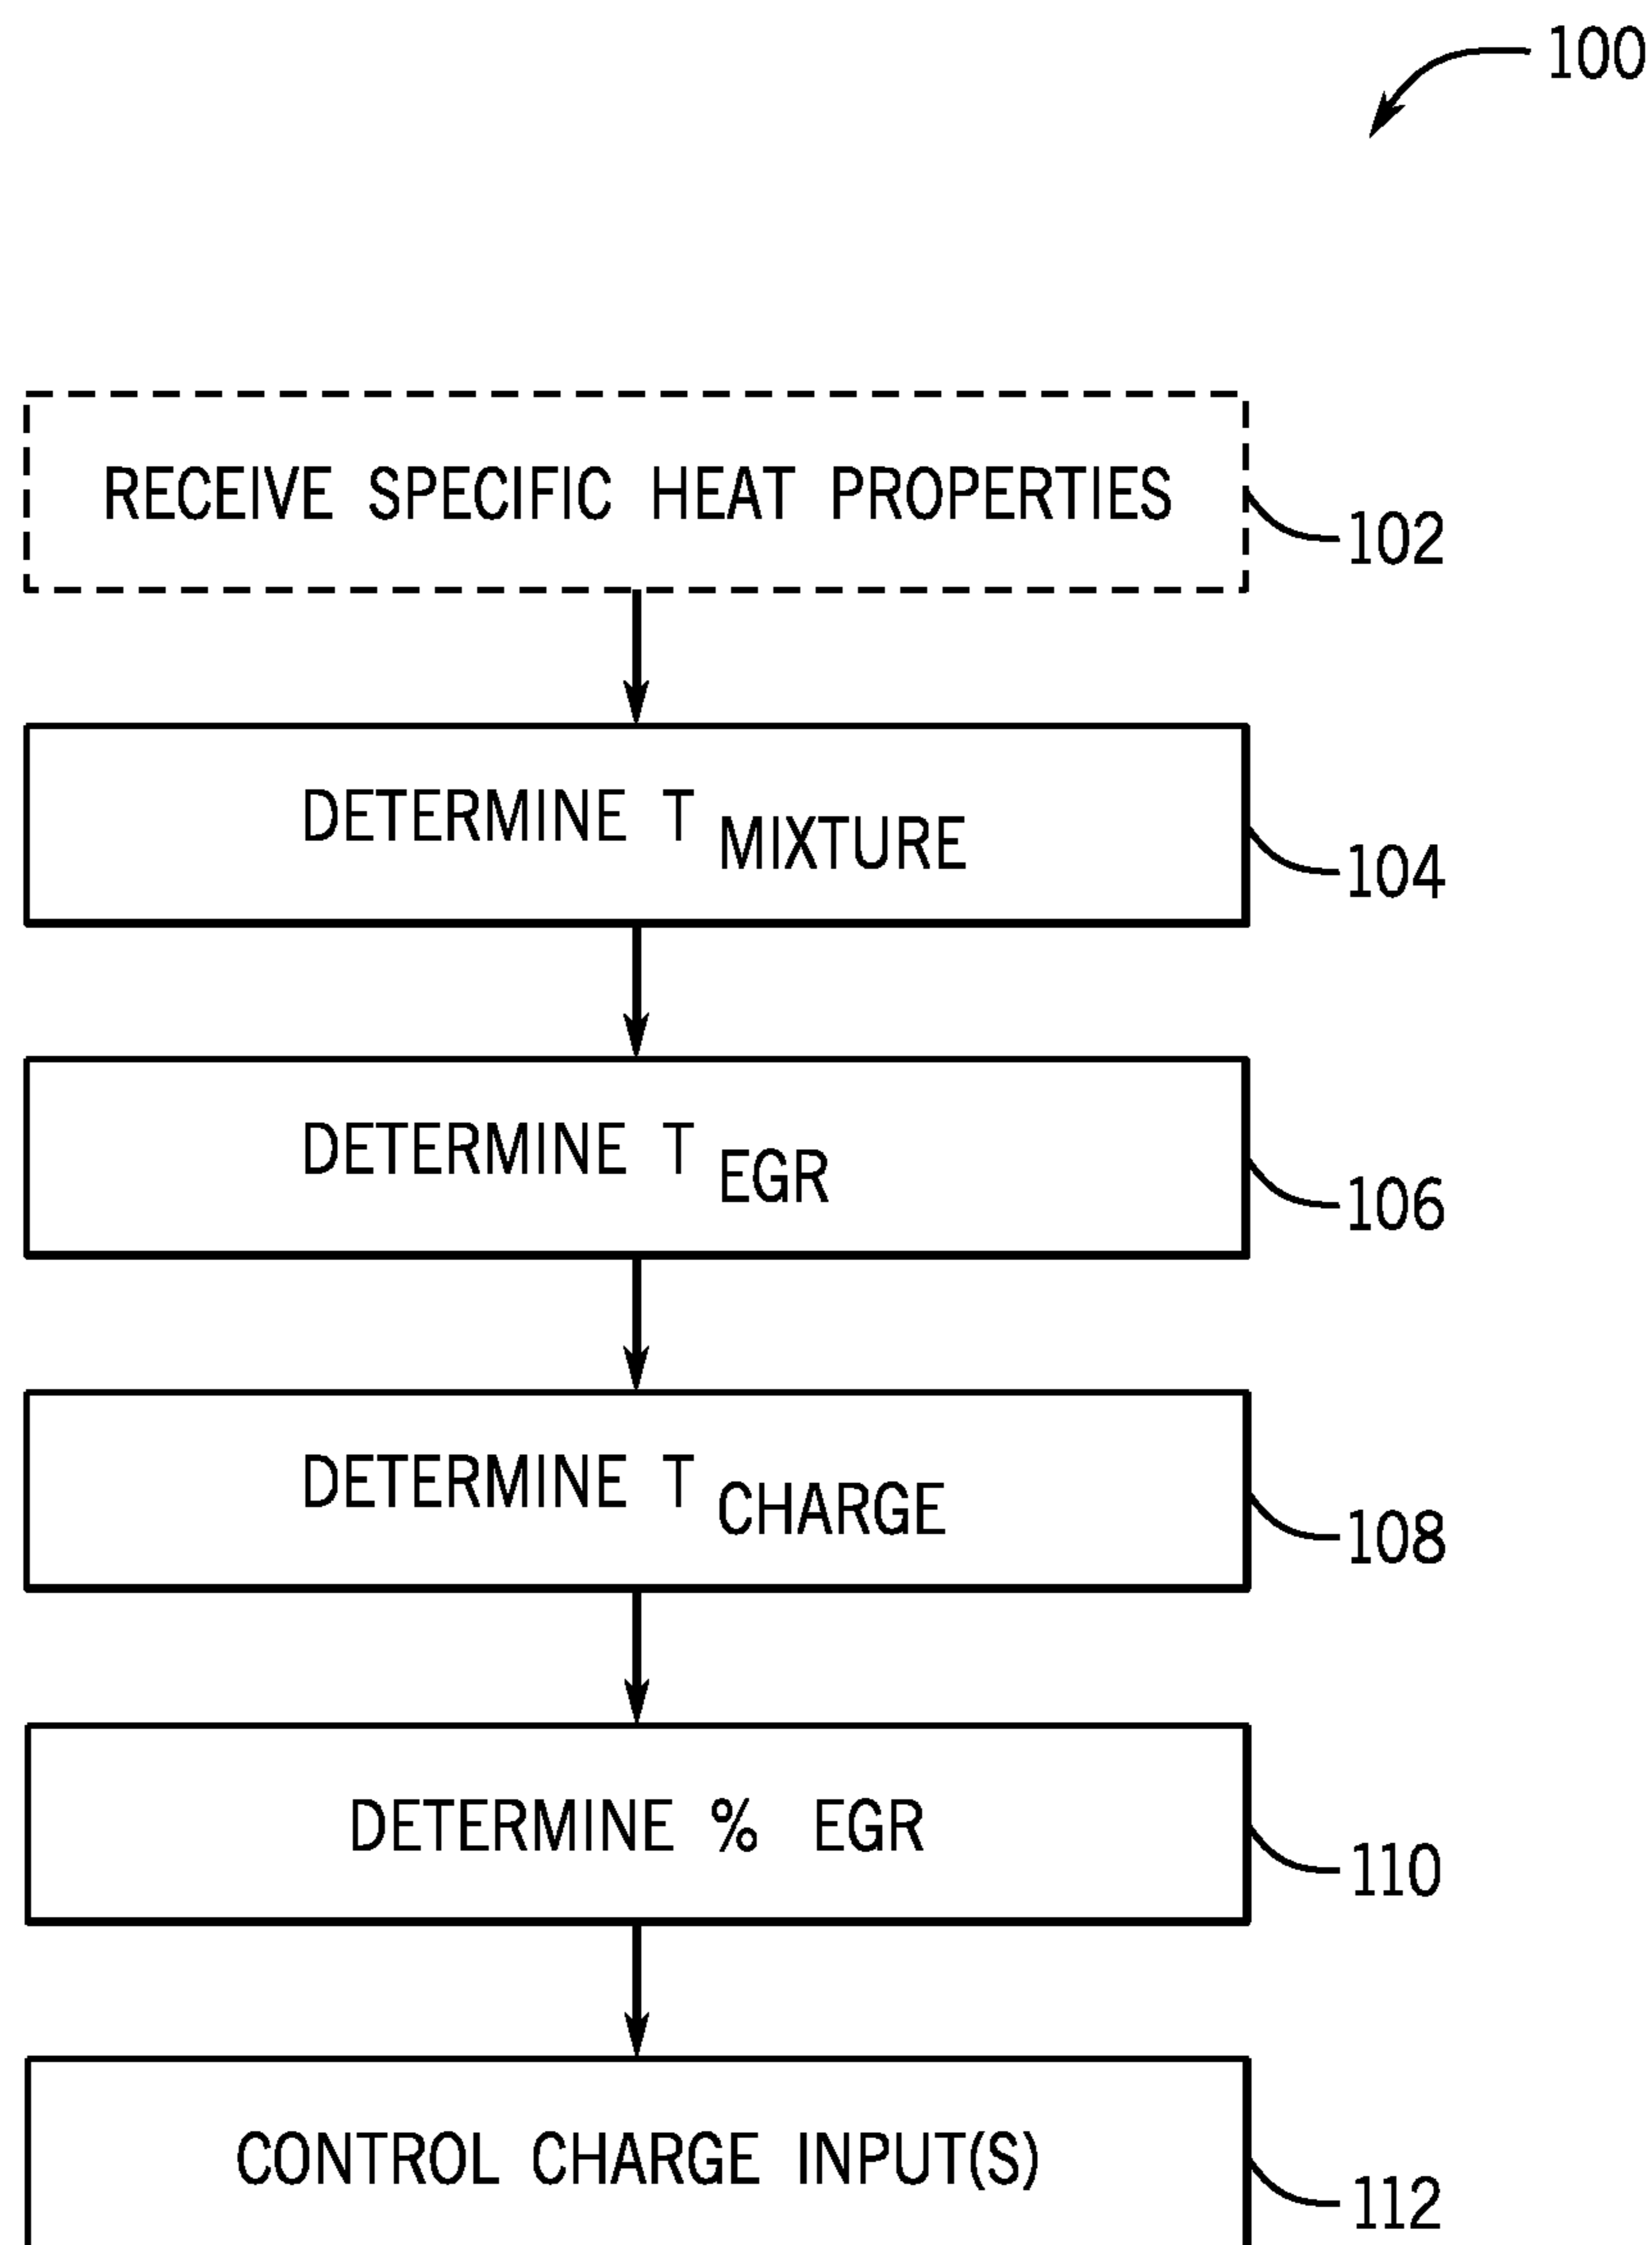 100
RECEIVE SPECIFIC HEAT PROPERTIES
102
DETERMINE T MIXTURE
104
DETERMINE T EGR
106
DETERMINE T CHARGE
108
DETERMINE % EGR
110
CONTROL CHARGE INPUT(S)
112